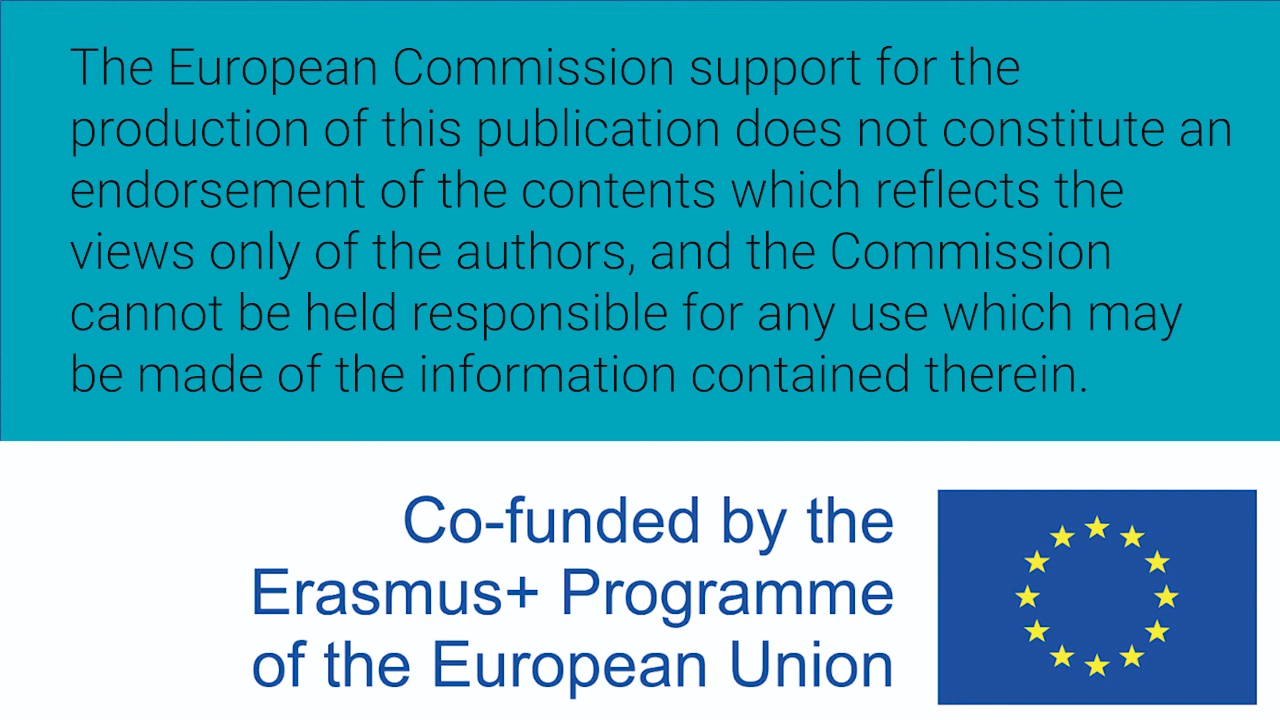 The European Commission support for the
production of this publication does not constitute an
endorsement of the contents which reflects the
views only of the authors, and the Commission
cannot be held responsible for any use which may
be made of the information contained therein.
Co-funded by the
Erasmus+ Programme
of the European Union